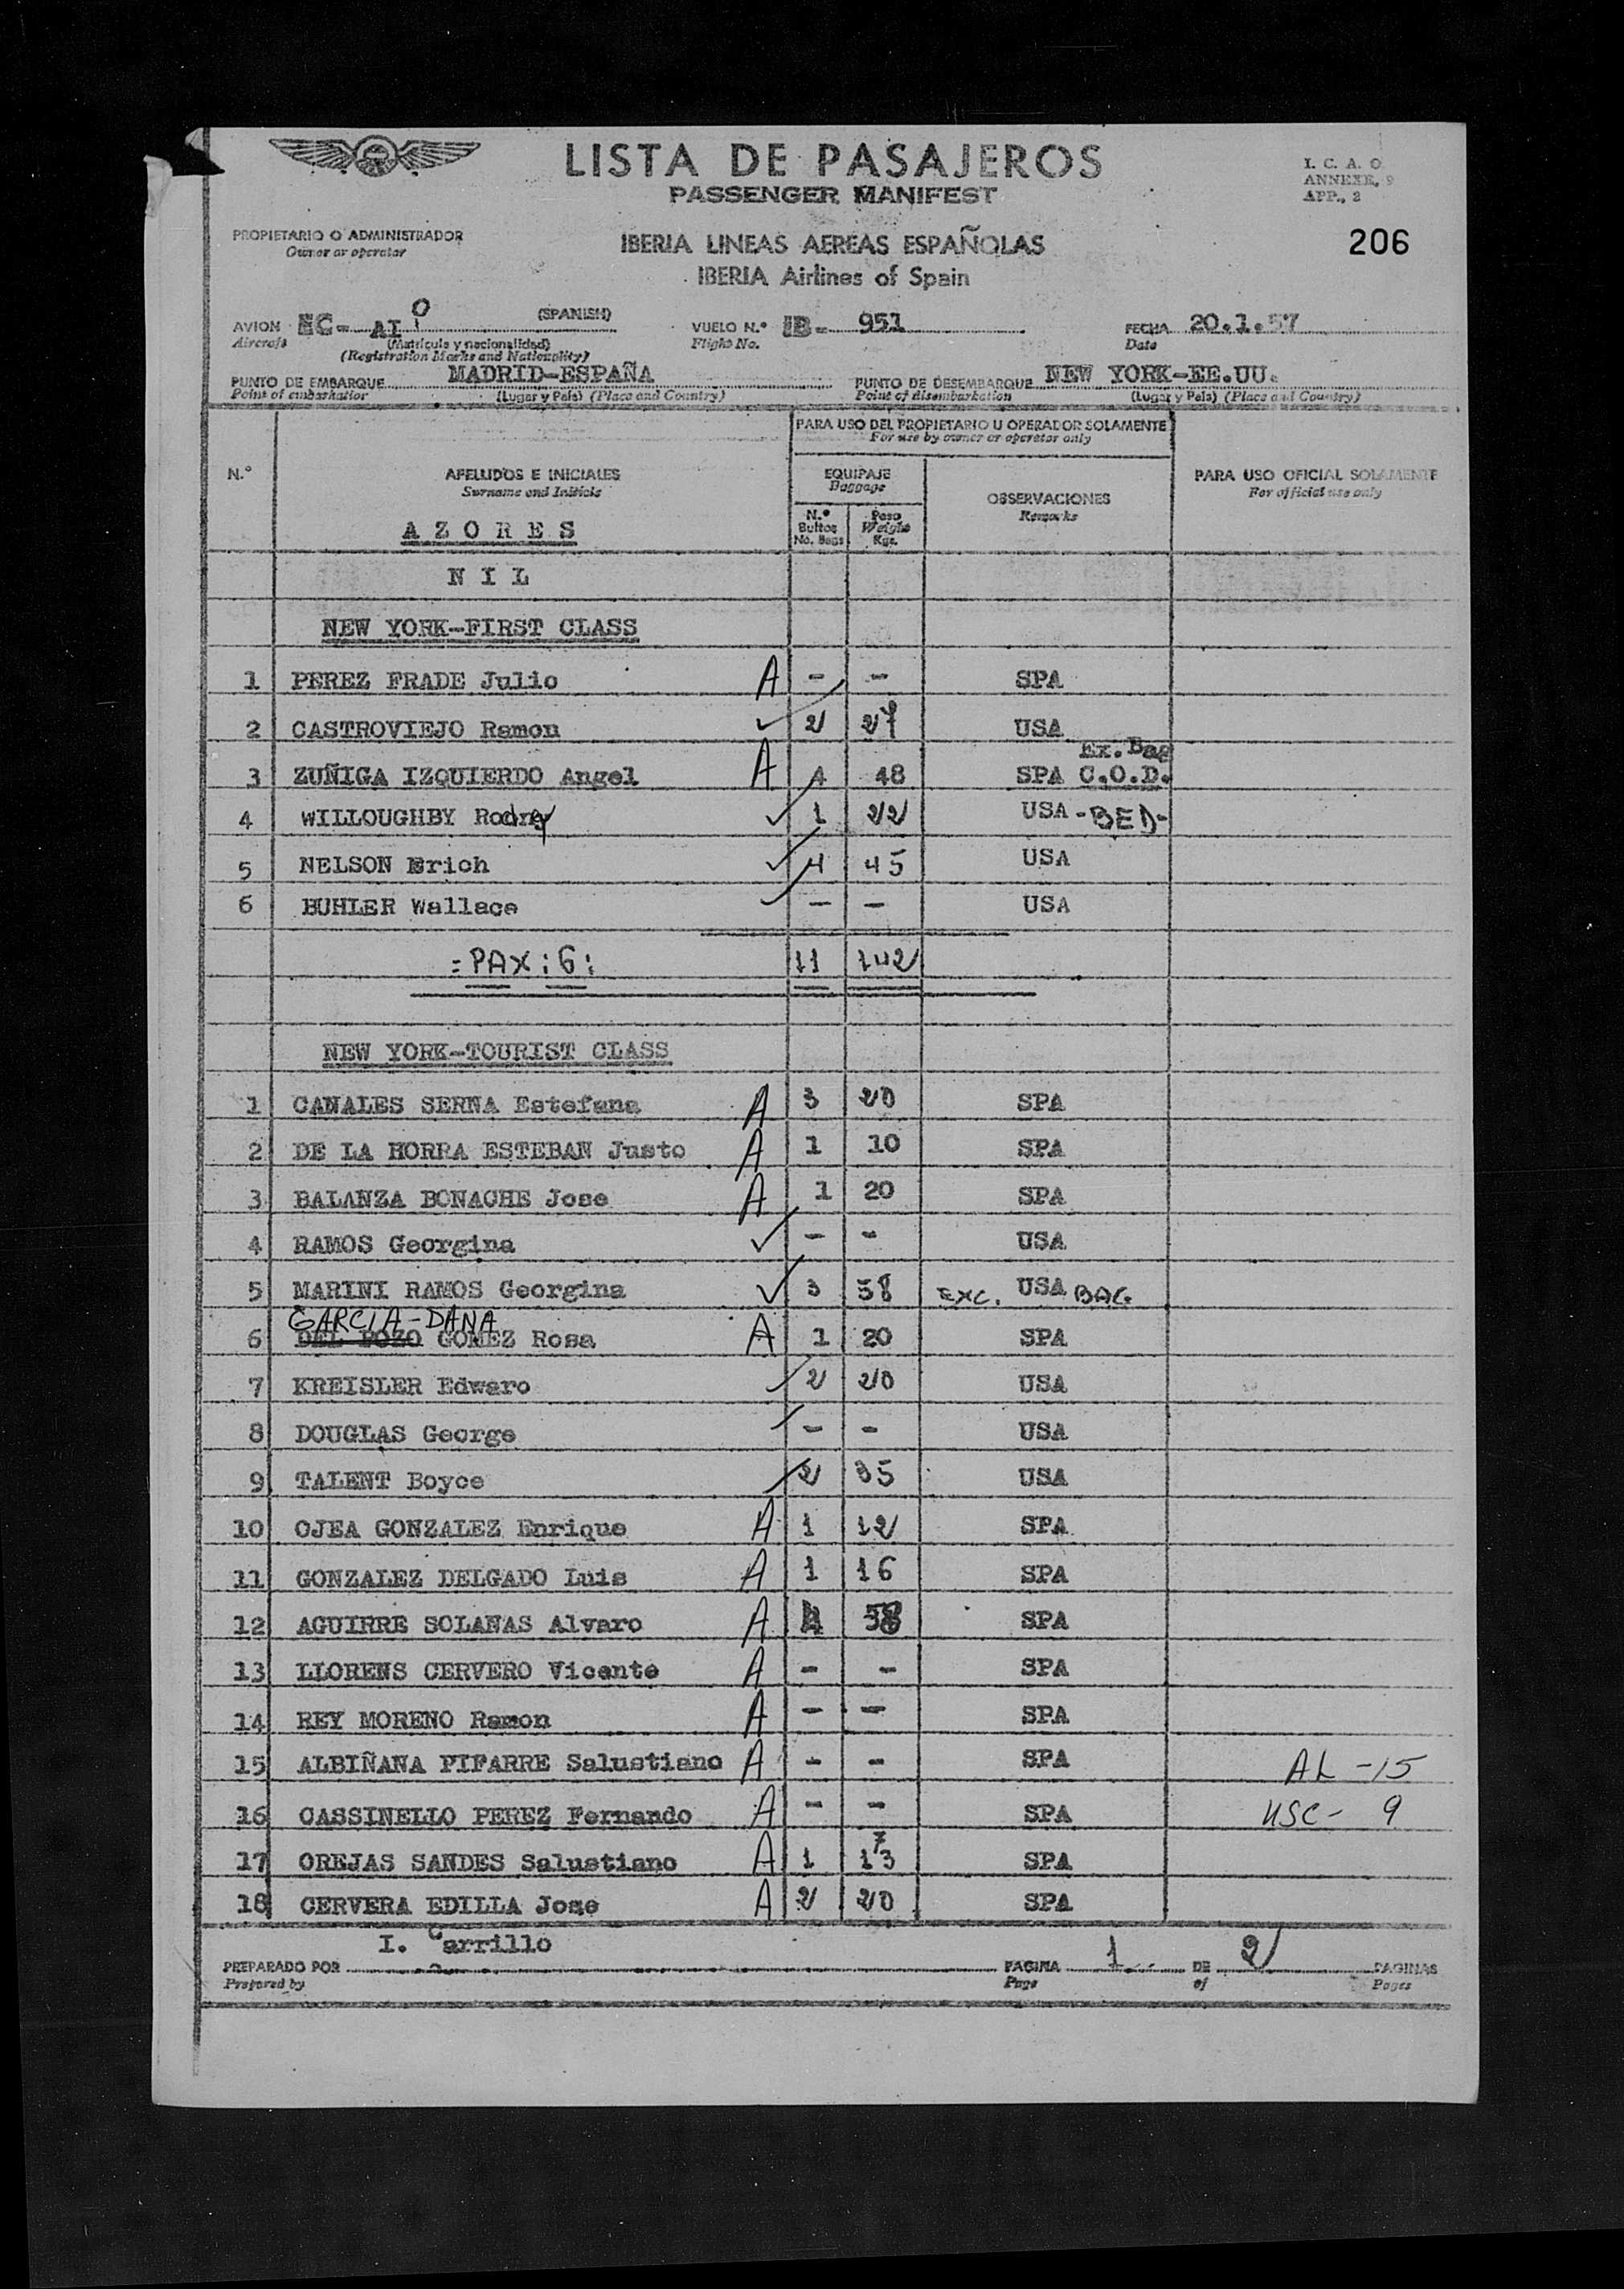 LISTA DE PASAJEROS
PASSENGER MANIFEST
I. C. A. O
ANNEXE, 9
APP., 2
PROPIETARIO O ADMINISTRADOR
Owner or operator
IBERIA LINEAS AEREAS ESPAÑOLAS
IBERIA Airlines of Spain
206
AVION EC- AI O (SPANISH) VUELO N.º IB- 951 FECHA 20.1.57
Aircraft (Matricula y nacionalidad) Flight No. Date
(Registration Marks and Nationality)
PUNTO DE EMBARQUE MADRID-ESPAÑA PUNTO DE DESEMBARQUE NEW YORK-EE.UU.
Point of embarkation (Lugar y País) (Place and Country) Point of disembarkation (Lugar y País) (Place and Country)
PARA USO DEL PROPIETARIO U OPERADOR SOLAMENTE
For use by owner or operator only
N.º APELLIDOS E INICIALES EQUIPAJE OBSERVACIONES PARA USO OFICIAL SOLAMENTE
Surname and Initials Baggage Remarks For official use only
N.º Bultos No. Bags Peso Weight Kgs.
AZORES
NIL
NEW YORK-FIRST CLASS
1 PEREZ FRADE Julio A - - SPA
2 CASTROVIEJO Ramon ✓ 2 27 USA
3 ZUÑIGA IZQUIERDO Angel A 4 48 SPA Ex. Bag C.O.D.
4 WILLOUGHBY Rodney ✓ 1 22 USA -BED-
5 NELSON Erich ✓ 4 45 USA
6 BUHLER Wallace ✓ - - USA
=PAX:6: 11 142
NEW YORK-TOURIST CLASS
1 CANALES SERNA Estefana A 3 20 SPA
2 DE LA HORRA ESTEBAN Justo A 1 10 SPA
3 BALANZA BONACHE Jose A 1 20 SPA
4 RAMOS Georgina ✓ - - USA
5 MARINI RAMOS Georgina ✓ 3 38 EXC. USA BAG.
GARCIA-DANA
6 DEL POZO GOMEZ Rosa A 1 20 SPA
7 KREISLER Edwaro ✓ 2 20 USA
8 DOUGLAS George ✓ - - USA
9 TALENT Boyce ✓ 2 35 USA
10 OJEA GONZALEZ Enrique A 1 12 SPA
11 GONZALEZ DELGADO Luis A 1 16 SPA
12 AGUIRRE SOLANAS Alvaro A 38 SPA
13 LLORENS CERVERO Vicente A - - SPA
14 REY MORENO Ramon A - - SPA
15 ALBIÑANA PIFARRE Salustiano A - - SPA AL -15
16 CASSINELLO PEREZ Fernando A - - SPA USC- 9
17 OREJAS SANDES Salustiano A 1 13 7 SPA
18 CERVERA EDILLA Jose A 2 20 SPA
I. Carrillo
PREPARADO POR PAGINA 1 DE 2 PAGINAS
Prepared by Page of Pages